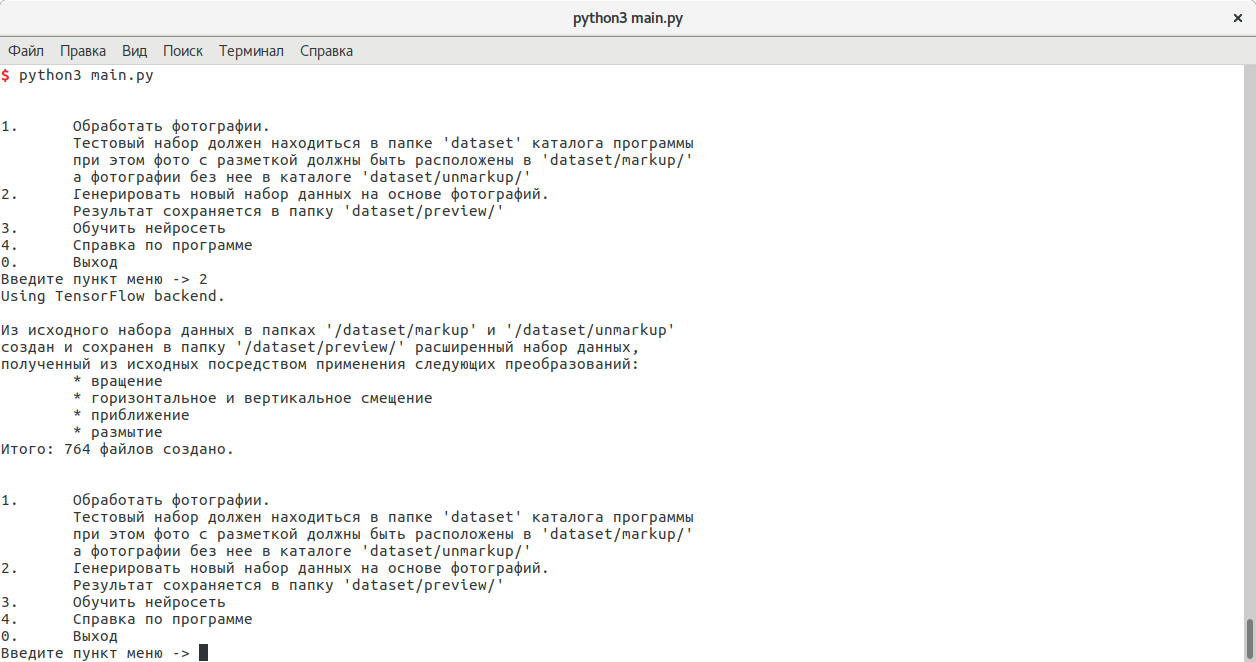 python3 main.py
Файл Правка Вид Поиск Терминал Справка
$ python3 main.py
1. Обработать фотографии.
Тестовый набор должен находиться в папке 'dataset' каталога программы
при этом фото с разметкой должны быть расположены в 'dataset/markup/'
а фотографии без нее в каталоге 'dataset/unmarkup/'
2. Генерировать новый набор данных на основе фотографий.
Результат сохраняется в папку 'dataset/preview/'
3. Обучить нейросеть
4. Справка по программе
0. Выход
Введите пункт меню -> 2
Using TensorFlow backend.
Из исходного набора данных в папках '/dataset/markup' и '/dataset/unmarkup'
создан и сохранен в папку '/dataset/preview/' расширенный набор данных,
полученный из исходных посредством применения следующих преобразований:
* вращение
* горизонтальное и вертикальное смещение
* приближение
* размытие
Итого: 764 файлов создано.
1. Обработать фотографии.
Тестовый набор должен находиться в папке 'dataset' каталога программы
при этом фото с разметкой должны быть расположены в 'dataset/markup/'
а фотографии без нее в каталоге 'dataset/unmarkup/'
2. Генерировать новый набор данных на основе фотографий.
Результат сохраняется в папку 'dataset/preview/'
3. Обучить нейросеть
4. Справка по программе
0. Выход
Введите пункт меню ->